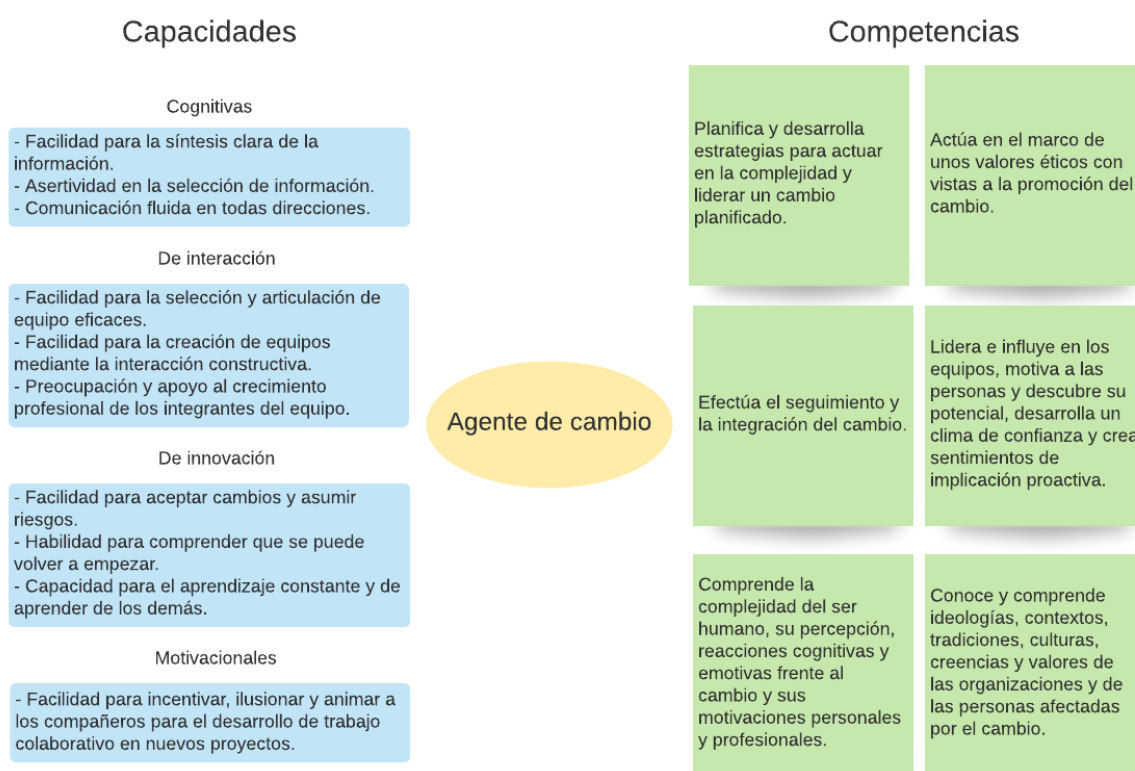 Capacidades
Cognitivas
- Facilidad para la síntesis clara de la
información.
- Asertividad en la selección de información.
- Comunicación fluida en todas direcciones.
De interacción
- Facilidad para la selección y articulación de
equipo eficaces.
- Facilidad para la creación de equipos
mediante la interacción constructiva.
- Preocupación y apoyo al crecimiento
profesional de los integrantes del equipo.
De innovación
- Facilidad para aceptar cambios y asumir
riesgos.
- Habilidad para comprender que se puede
volver a empezar.
- Capacidad para el aprendizaje constante y de
aprender de los demás.
Motivacionales
- Facilidad para incentivar, ilusionar y animar a
los compañeros para el desarrollo de trabajo
colaborativo en nuevos proyectos.
Agente de cambio
Competencias
Planifica y desarrolla
estrategias para actuar
en la complejidad y
liderar un cambio
planificado.
Actúa en el marco de
unos valores éticos con
vistas a la promoción del
cambio.
Efectúa el seguimiento y
la integración del cambio.
Lidera e influye en los
equipos, motiva a las
personas y descubre su
potencial, desarrolla un
clima de confianza y crea
sentimientos de
implicación proactiva.
Comprende la
complejidad del ser
humano, su percepción,
reacciones cognitivas y
emotivas frente al
cambio y sus
motivaciones personales
y profesionales.
Conoce y comprende
ideologías, contextos,
tradiciones, culturas,
creencias y valores de
las organizaciones y de
las personas afectadas
por el cambio.